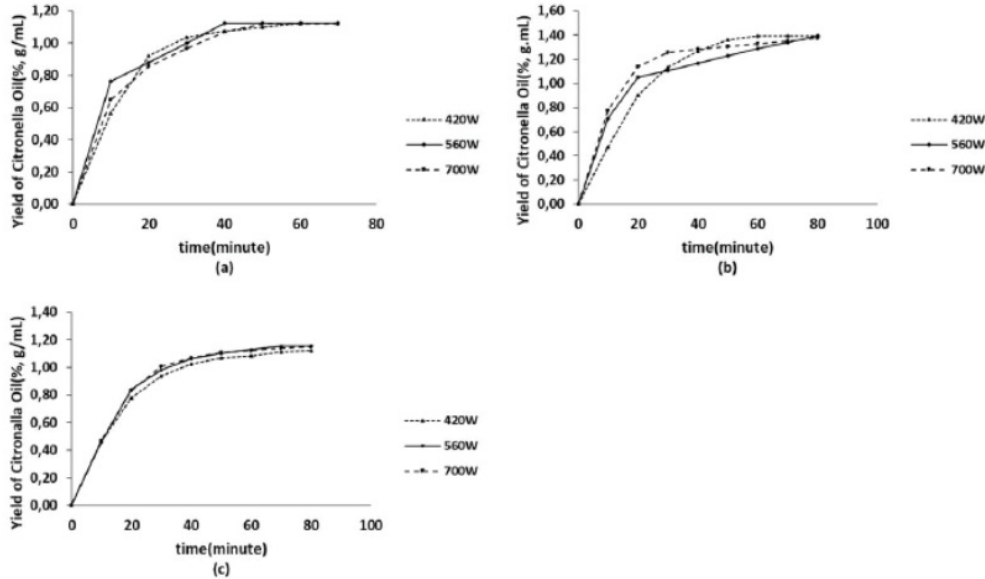 Yield of Citronella Oil(%, g/mL)
1,20
1,00
0,80
0,60
0,40
0,20
0,00
0 20 40 60 80
time(minute)
(a)
420W
560W
700W
Yield of Citronella Oil(%, g.mL)
1,60
1,40
1,20
1,00
0,80
0,60
0,40
0,20
0,00
0 20 40 60 80 100
time(minute)
(b)
420W
560W
700W
Yield of Citronalla Oil(%, g/mL)
1,40
1,20
1,00
0,80
0,60
0,40
0,20
0,00
0 20 40 60 80 100
time(minute)
(c)
420W
560W
700W